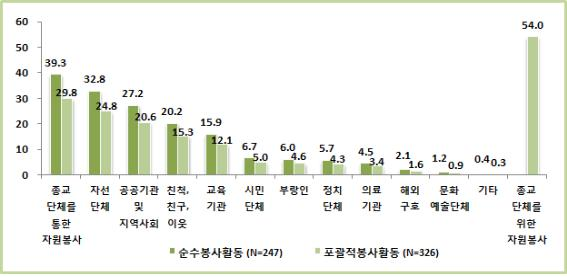 60
50
40
30
20
10
0
39.3
29.8
32.8
24.8
27.2
20.6
20.2
15.3
15.9
12.1
6.7
5.0
6.0
4.6
5.7
4.3
4.5
3.4
2.1
1.6
1.2
0.9
0.4
0.3
54.0
종교
단체를
통한
자원봉사
자선
단체
공공기관
및
지역사회
친척,
친구,
이웃
교육
기관
시민
단체
부랑인
정치
단체
의료
기관
해외
구호
문화
예술단체
기타
종교
단체를
위한
자원봉사
순수봉사활동 (N=247)
포괄적봉사활동 (N=326)